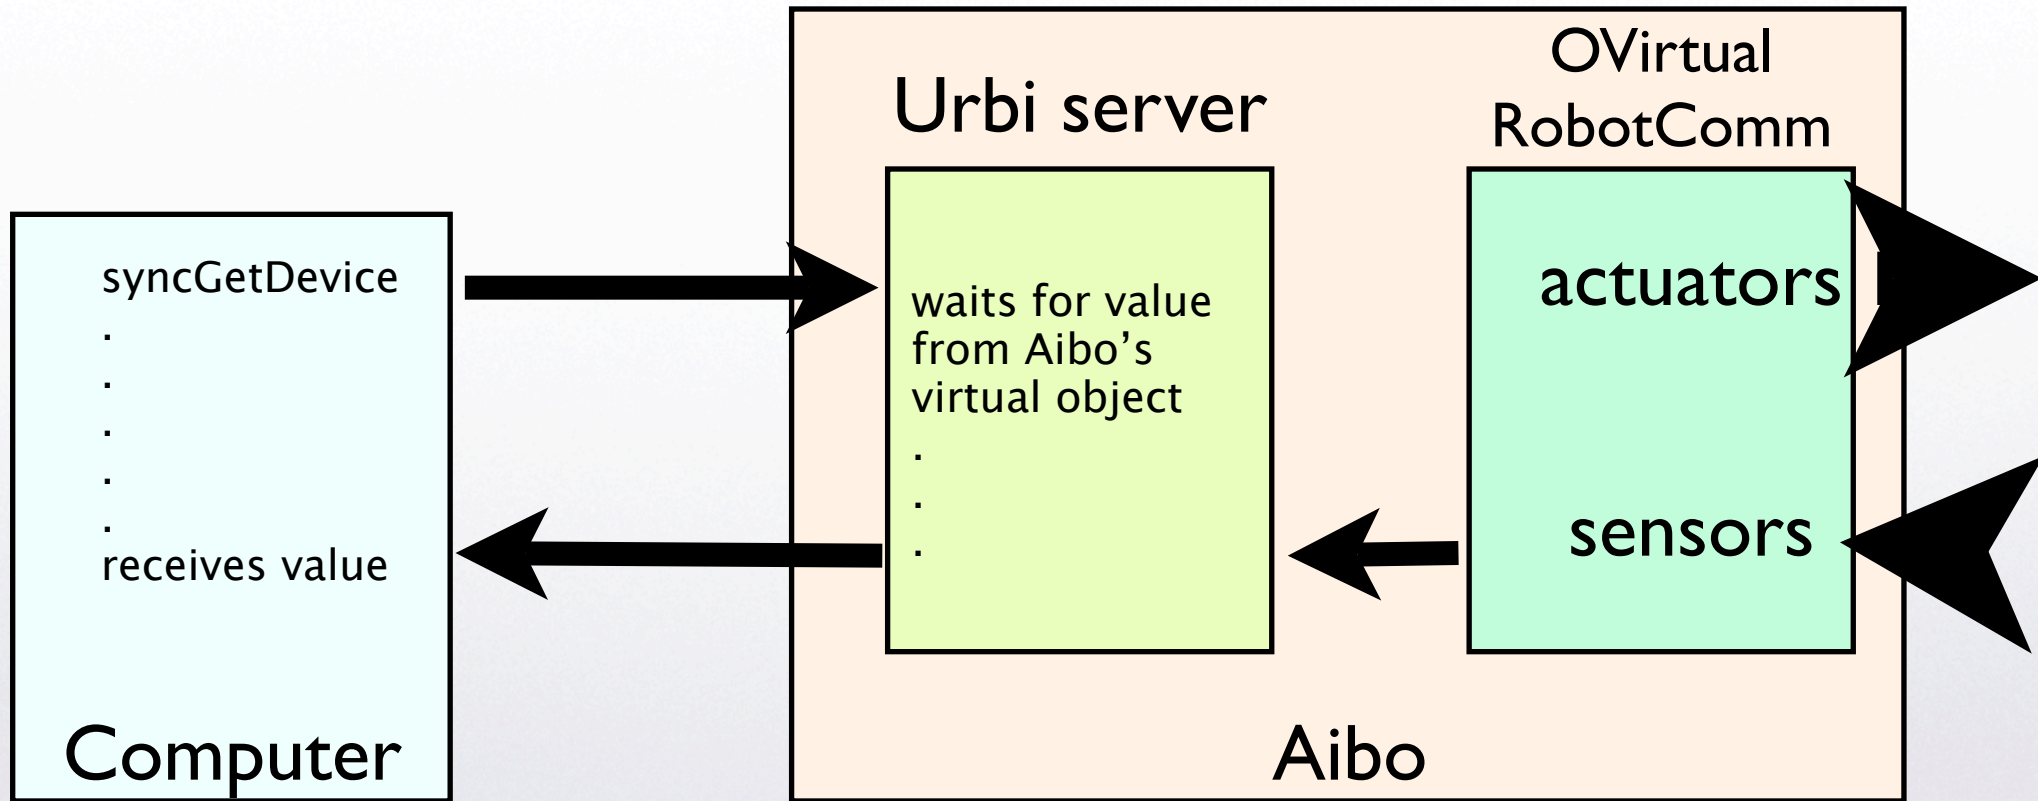 syncGetDevice
.
.
.
.
.
receives value
Computer
Urbi server
waits for value
from Aibo’s
virtual object
.
.
.
OVirtual
RobotComm
actuators
sensors
Aibo